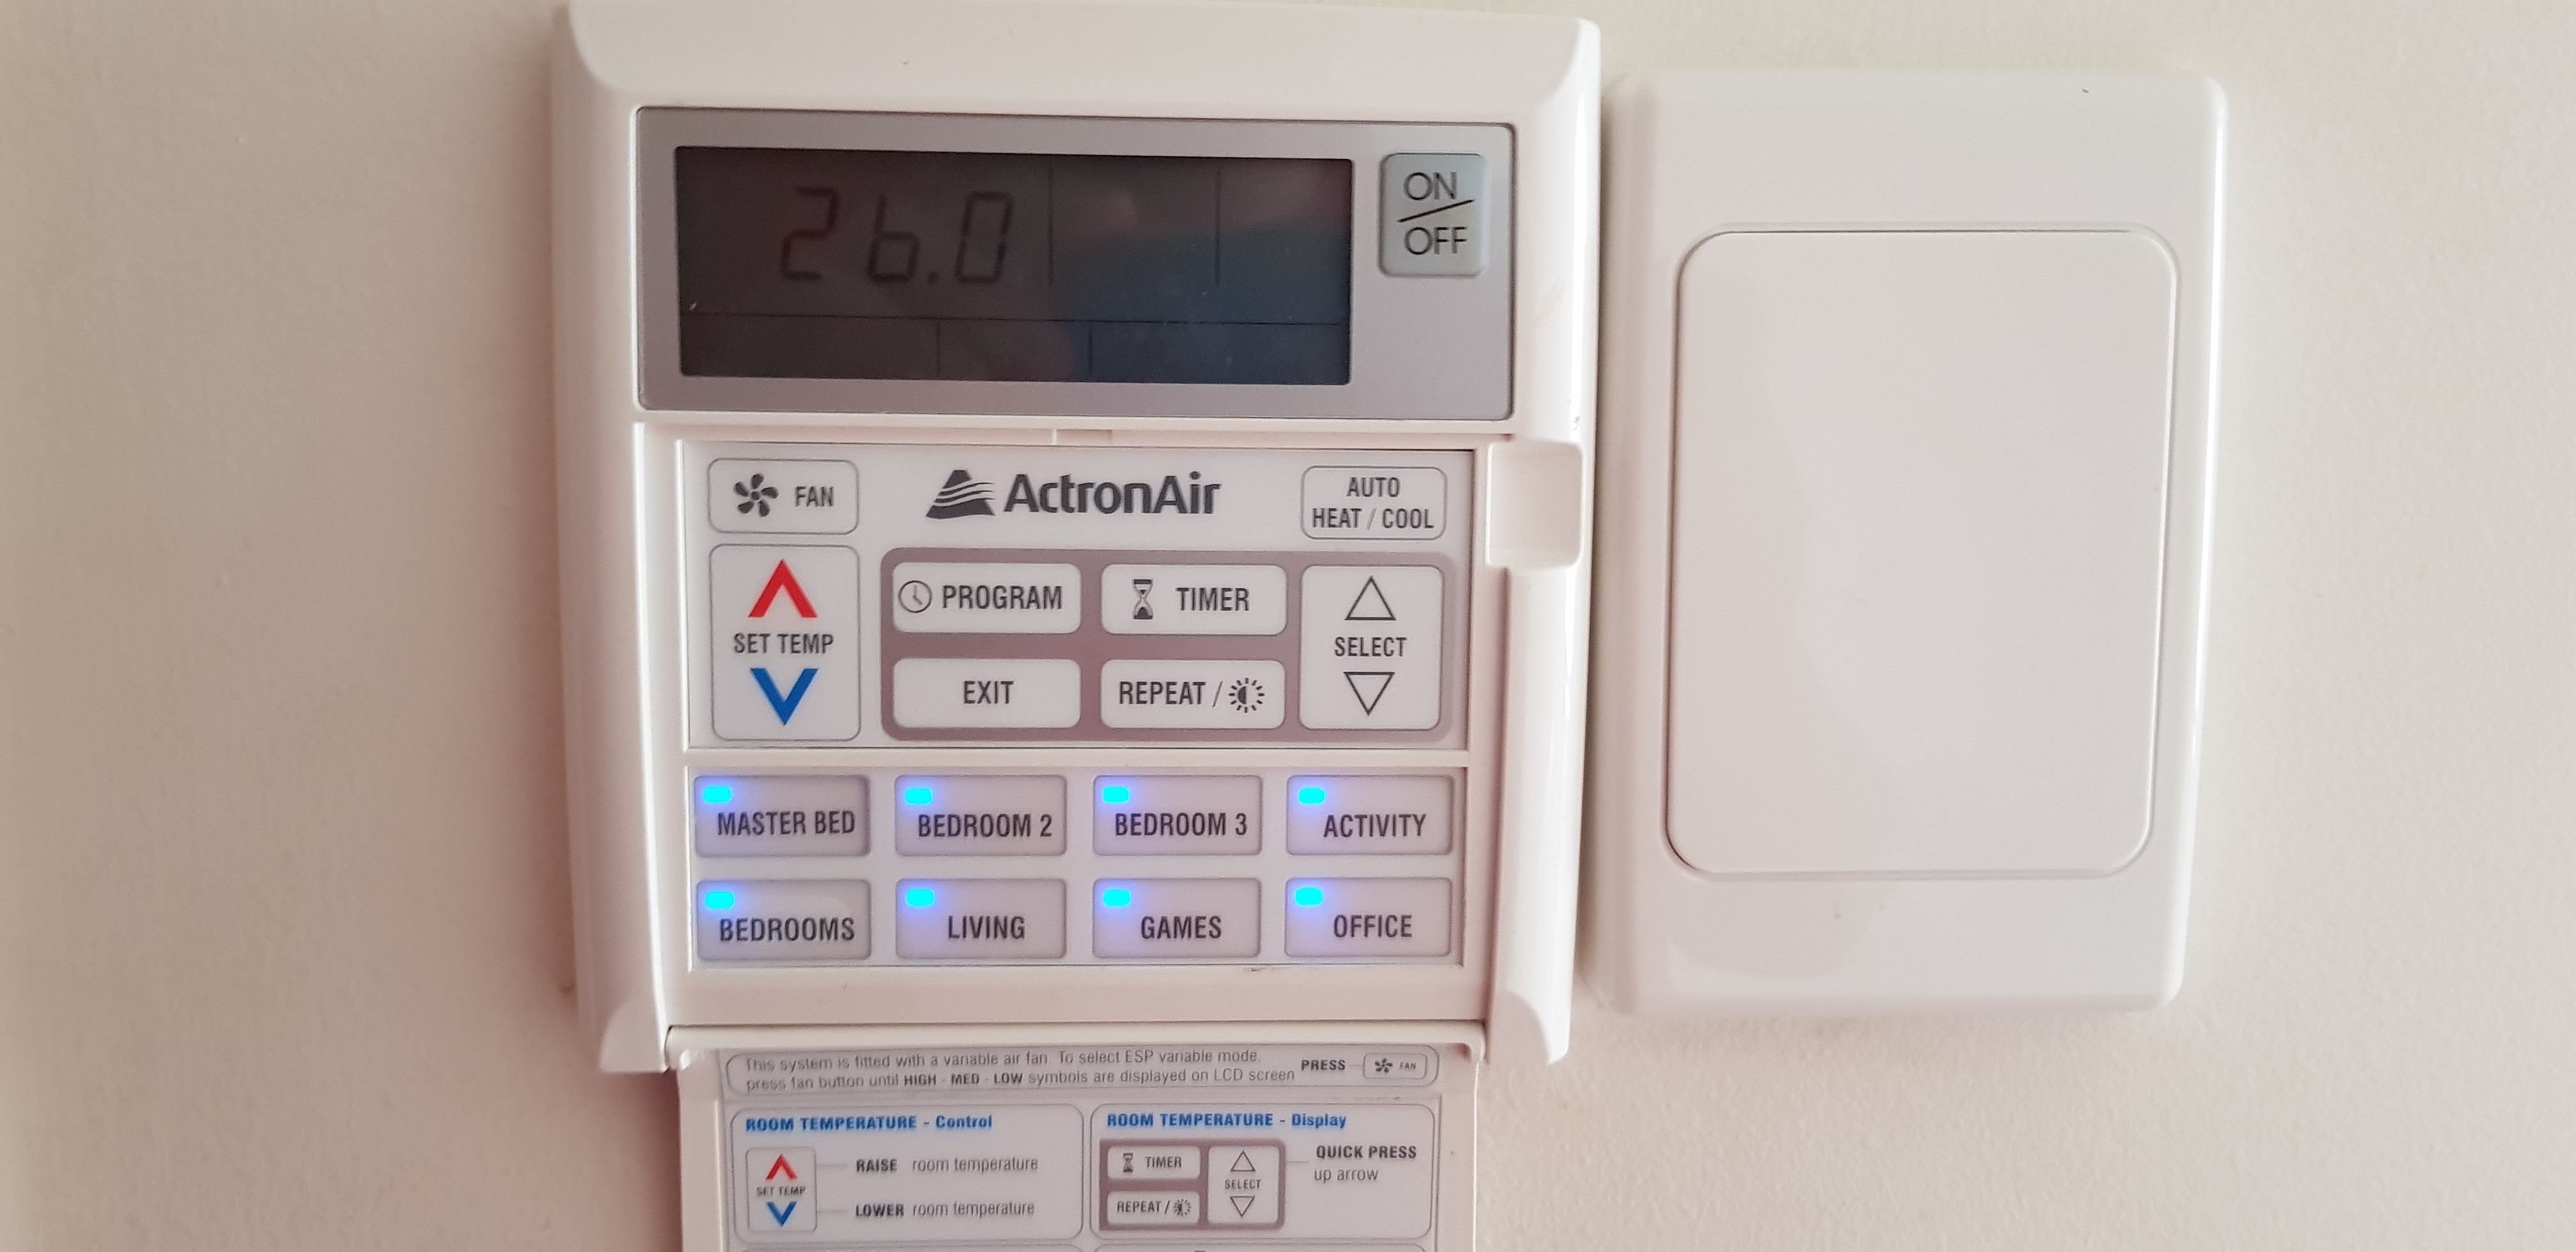 26.0
ON
OFF
FAN
ActronAir
AUTO
HEAT / COOL
SET TEMP
PROGRAM
TIMER
SELECT
EXIT
REPEAT /
MASTER BED
BEDROOM 2
BEDROOM 3
ACTIVITY
BEDROOMS
LIVING
GAMES
OFFICE
This system is fitted with a variable air fan. To select ESP variable mode,
press fan button until HIGH - MED - LOW symbols are displayed on LCD screen
PRESS
FAN
ROOM TEMPERATURE - Control
SET TEMP
RAISE room temperature
LOWER room temperature
ROOM TEMPERATURE - Display
TIMER
REPEAT /
SELECT
QUICK PRESS
up arrow